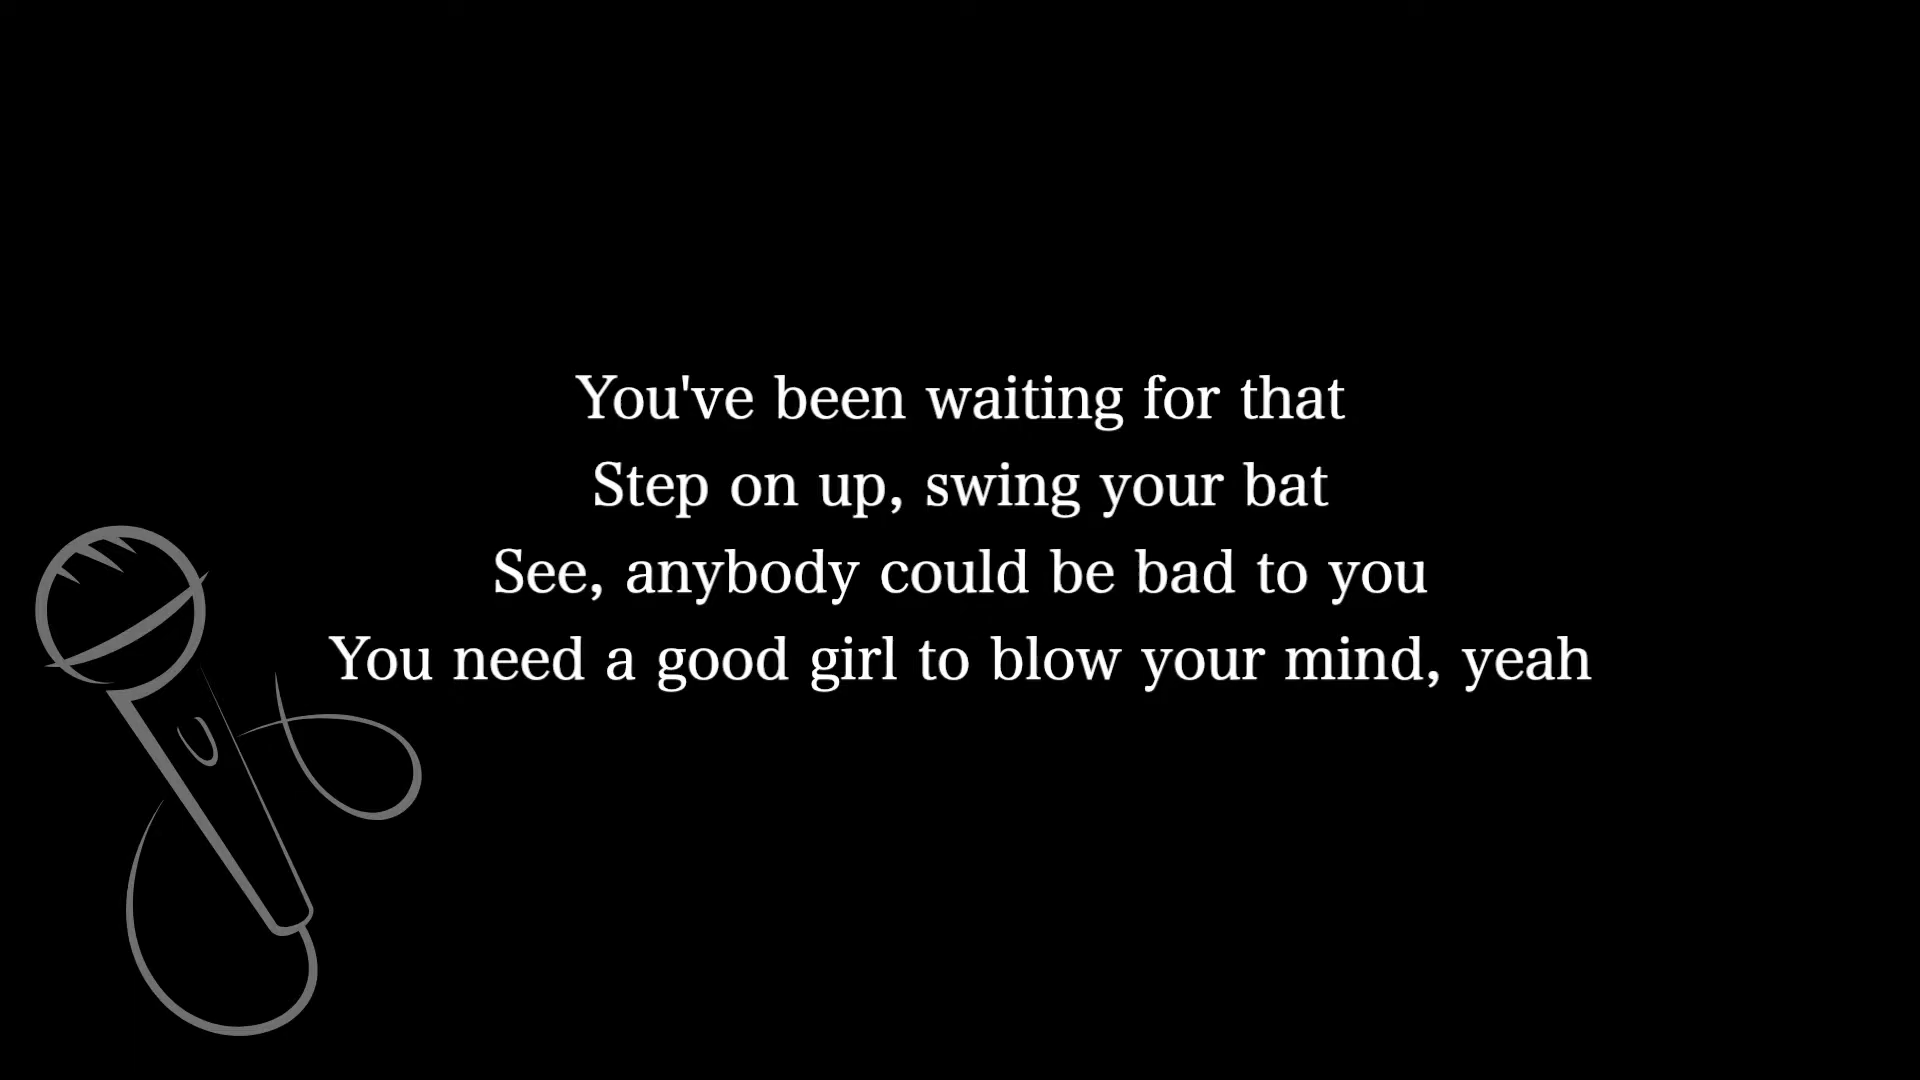 You've been waiting for that
Step on up, swing your bat
See, anybody could be bad to you
You need a good girl to blow your mind, yeah